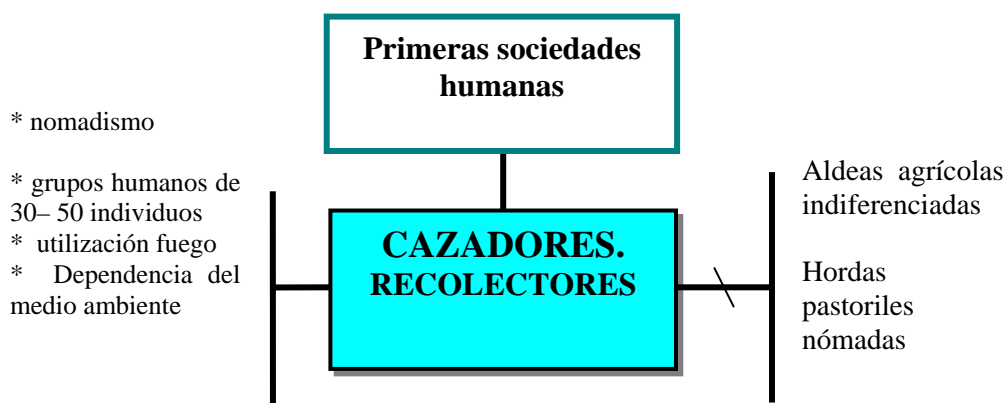 Primeras sociedades
humanas
* nomadismo
* grupos humanos de
30– 50 individuos
* utilización fuego
* Dependencia del
medio ambiente
CAZADORES.
RECOLECTORES
Aldeas agrícolas
indiferenciadas
Hordas
pastoriles
nómadas